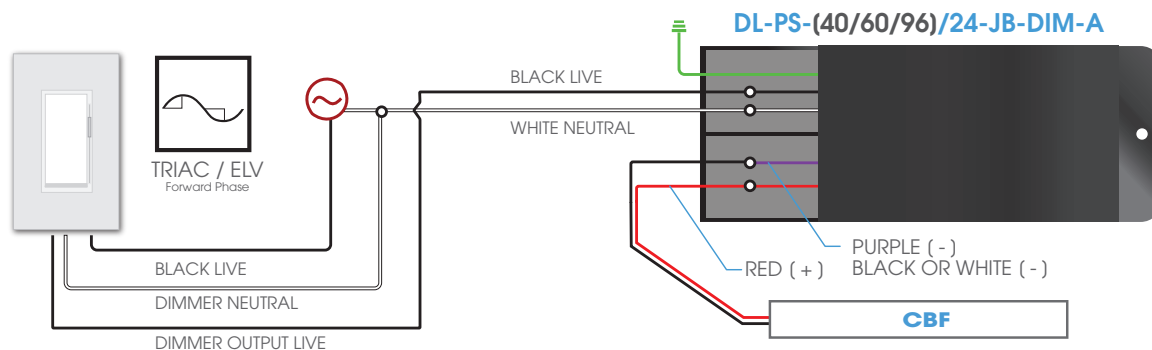 DL-PS-(40/60/96)/24-JB-DIM-A
BLACK LIVE
WHITE NEUTRAL
TRIAC / ELV
Forward Phase
BLACK LIVE
DIMMER NEUTRAL
DIMMER OUTPUT LIVE
PURPLE ( - )
RED ( + )
BLACK OR WHITE ( - )
CBF